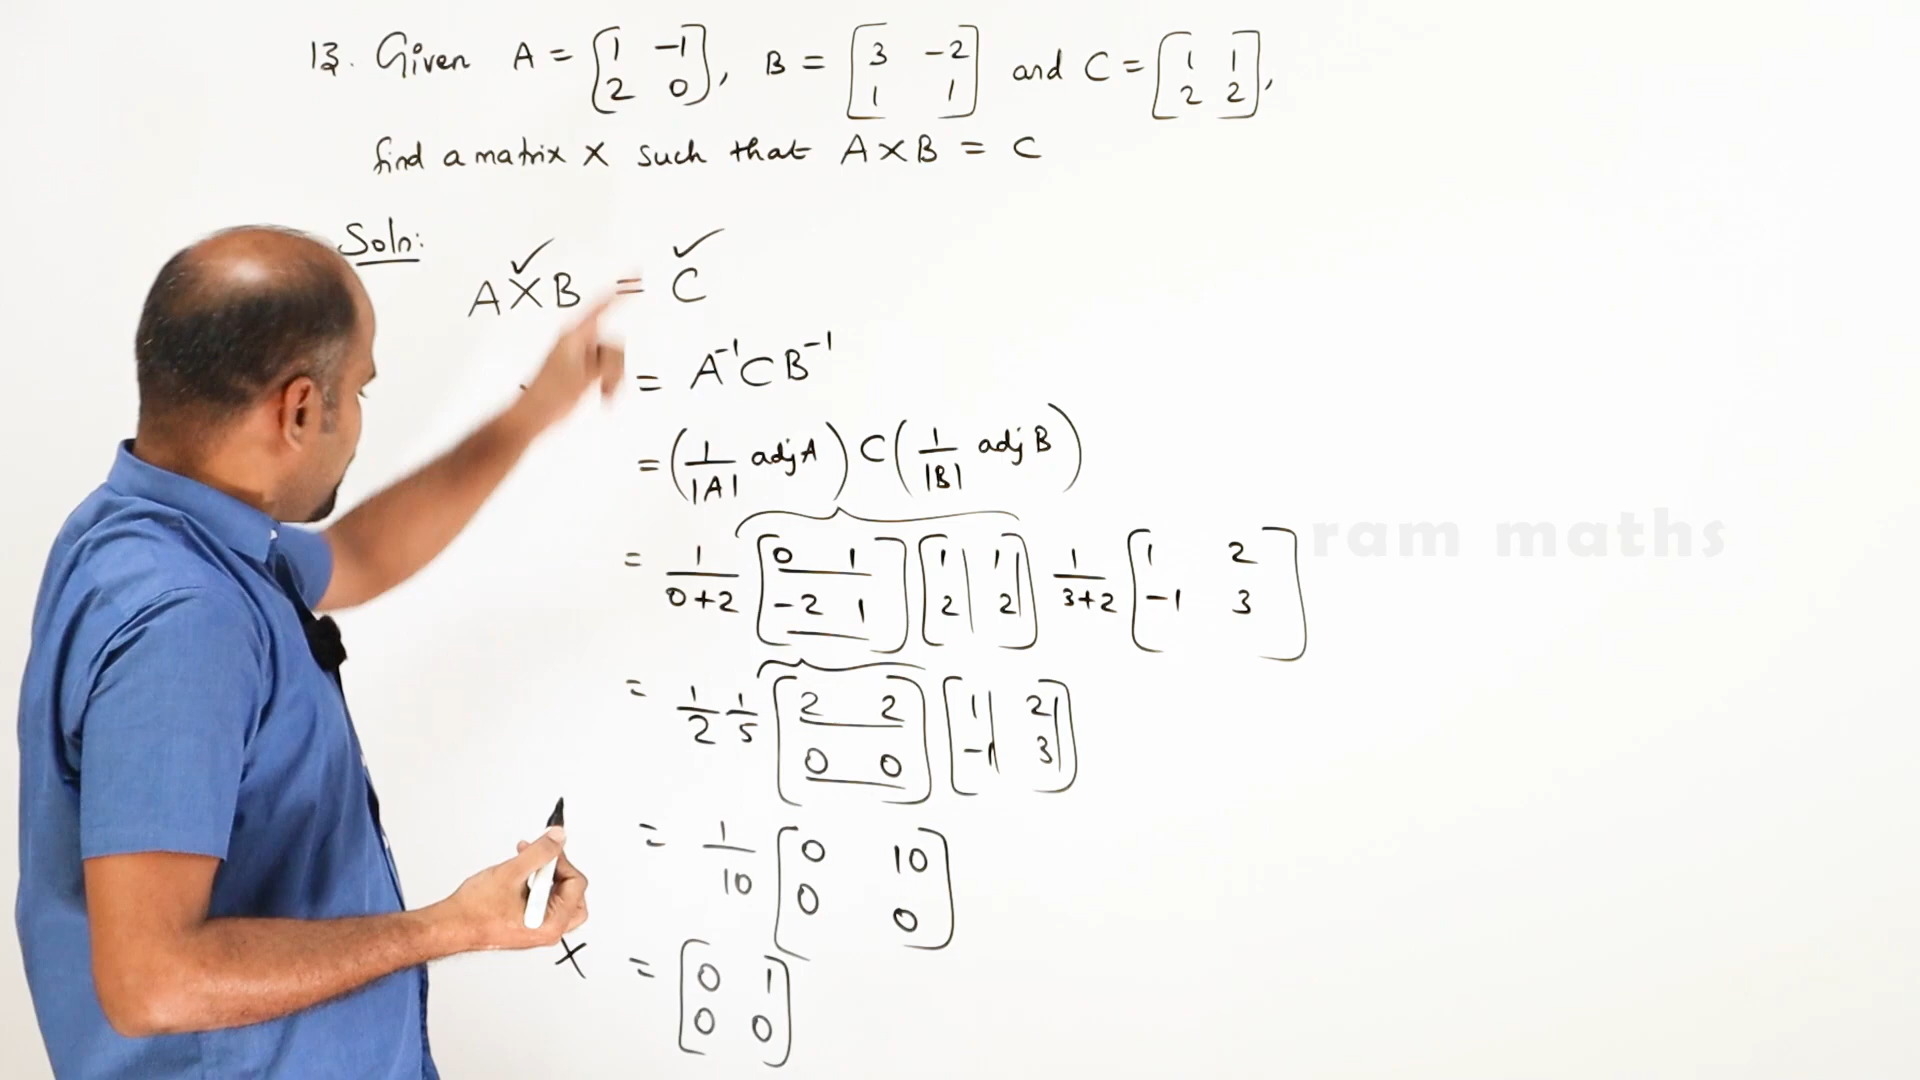 13. Given A = [1 -1; 2 0], B = [3 -2; 1 1] and C = [1 1; 2 2],
find a matrix X such that AXB = C
Soln:
AXB = C
= A⁻¹CB⁻¹
= (1/|A| adj A) C (1/|B| adj B)
= 1/(0+2) [0 1; -2 1] [1 1; 2 2] 1/(3+2) [1 2; -1 3]
= 1/2 1/5 [2 2; 0 0] [1 2; -1 3]
= 1/10 [0 10; 0 0]
X = [0 1; 0 0]
ram maths